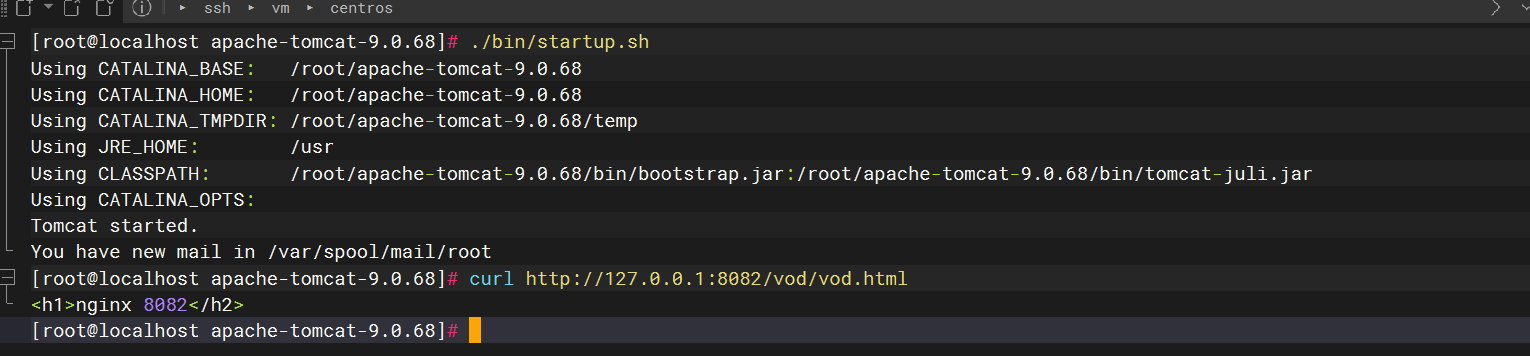 ssh ▸ vm ▸ centros
[root@localhost apache-tomcat-9.0.68]# ./bin/startup.sh
Using CATALINA_BASE:   /root/apache-tomcat-9.0.68
Using CATALINA_HOME:   /root/apache-tomcat-9.0.68
Using CATALINA_TMPDIR: /root/apache-tomcat-9.0.68/temp
Using JRE_HOME:        /usr
Using CLASSPATH:       /root/apache-tomcat-9.0.68/bin/bootstrap.jar:/root/apache-tomcat-9.0.68/bin/tomcat-juli.jar
Using CATALINA_OPTS:
Tomcat started.
You have new mail in /var/spool/mail/root
[root@localhost apache-tomcat-9.0.68]# curl http://127.0.0.1:8082/vod/vod.html
<h1>nginx 8082</h2>
[root@localhost apache-tomcat-9.0.68]#